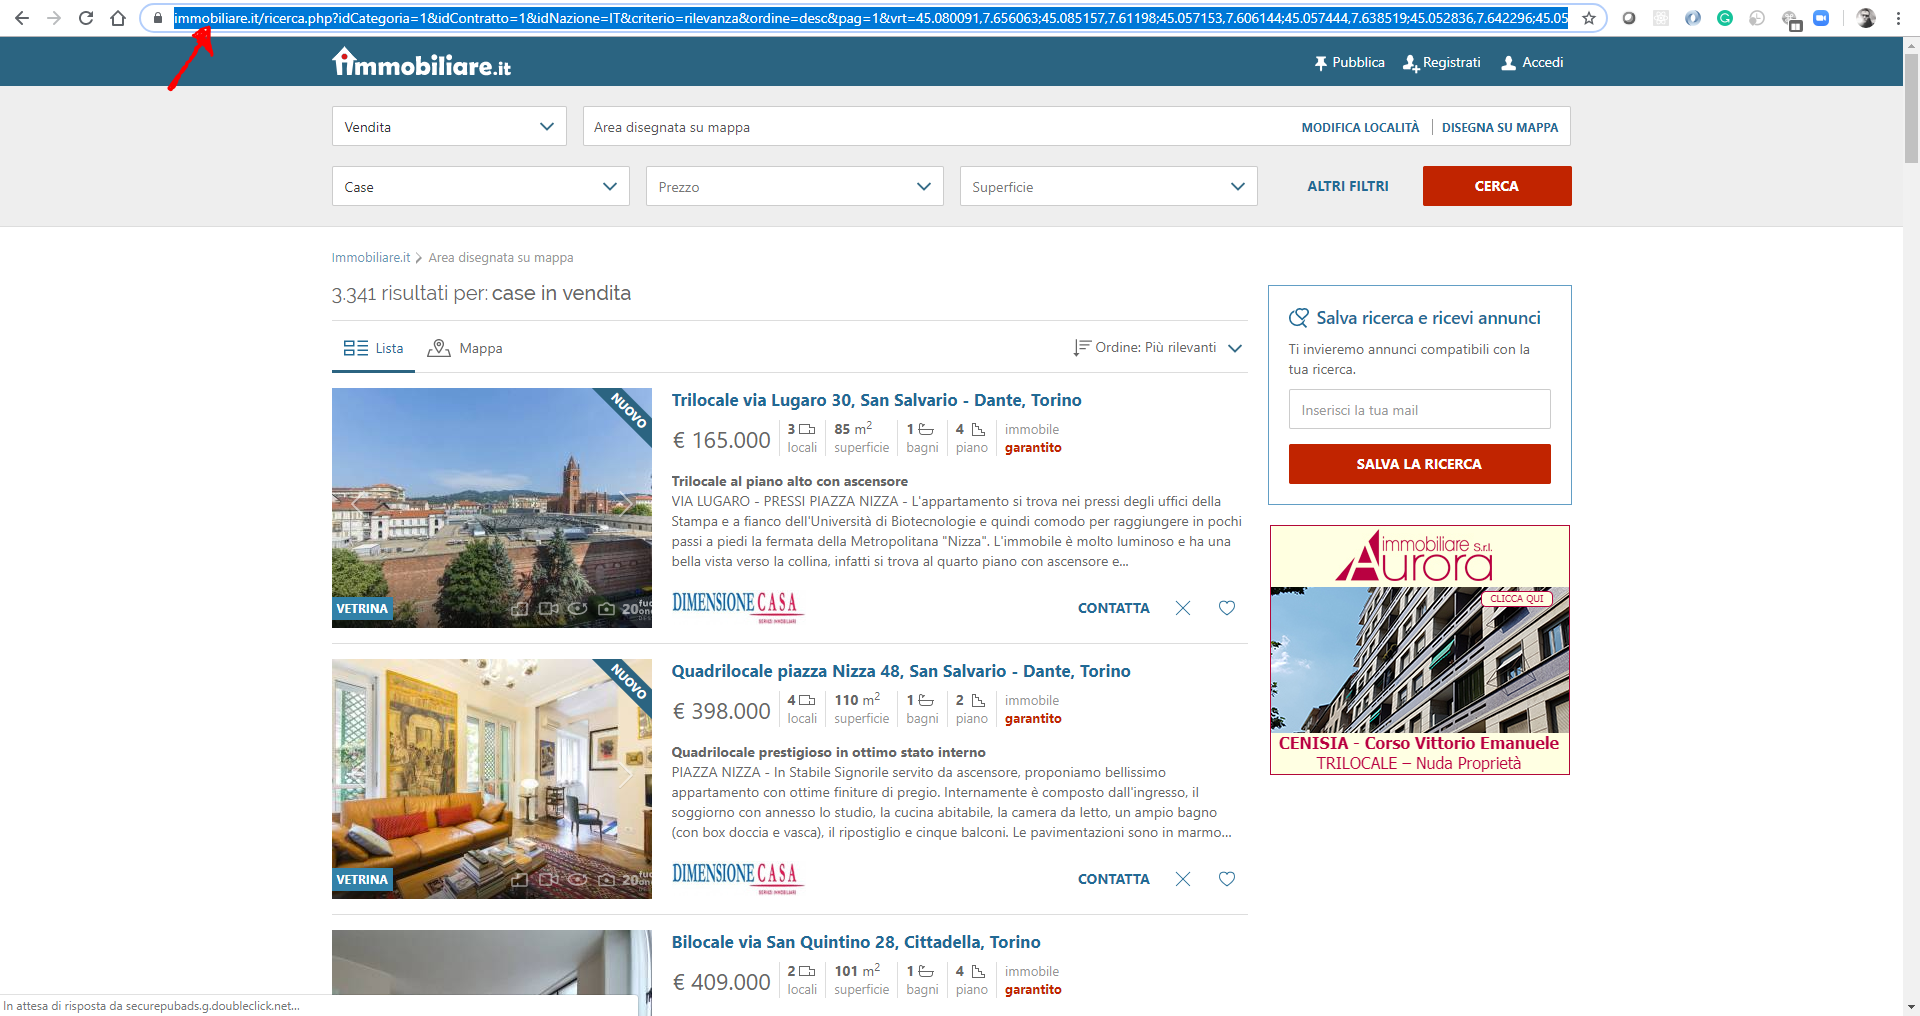 immobiliare.it/ricerca.php?idCategoria=1&idContratto=1&idNazione=IT&criterio=rilevanza&ordine=desc&pag=1&vrt=45.080091,7.656063;45.085157,7.61198;45.057153,7.606144;45.057444,7.638519;45.052836,7.642296;45.05
immobiliare.it
Pubblica Registrati Accedi
Vendita
Area disegnata su mappa MODIFICA LOCALITÀ DISEGNA SU MAPPA
Case Prezzo Superficie ALTRI FILTRI CERCA
Immobiliare.it > Area disegnata su mappa
3.341 risultati per: case in vendita
Lista Mappa Ordine: Più rilevanti
NUOVO
VETRINA
20
Trilocale via Lugaro 30, San Salvario - Dante, Torino
€ 165.000 3 locali 85 m² superficie 1 bagni 4 piano immobile garantito
Trilocale al piano alto con ascensore
VIA LUGARO - PRESSI PIAZZA NIZZA - L'appartamento si trova nei pressi degli uffici della
Stampa e a fianco dell'Università di Biotecnologie e quindi comodo per raggiungere in pochi
passi a piedi la fermata della Metropolitana "Nizza". L'immobile è molto luminoso e ha una
bella vista verso la collina, infatti si trova al quarto piano con ascensore e...
DIMENSIONE CASA
SERVIZI IMMOBILIARI
CONTATTA
NUOVO
VETRINA
20
Quadrilocale piazza Nizza 48, San Salvario - Dante, Torino
€ 398.000 4 locali 110 m² superficie 1 bagni 2 piano immobile garantito
Quadrilocale prestigioso in ottimo stato interno
PIAZZA NIZZA - In Stabile Signorile servito da ascensore, proponiamo bellissimo
appartamento con ottime finiture di pregio. Internamente è composto dall'ingresso, il
soggiorno con annesso lo studio, la cucina abitabile, la camera da letto, un ampio bagno
(con box doccia e vasca), il ripostiglio e cinque balconi. Le pavimentazioni sono in marmo...
DIMENSIONE CASA
SERVIZI IMMOBILIARI
CONTATTA
Bilocale via San Quintino 28, Cittadella, Torino
€ 409.000 2 locali 101 m² superficie 1 bagni 4 piano immobile garantito
Salva ricerca e ricevi annunci
Ti invieremo annunci compatibili con la
tua ricerca.
Inserisci la tua mail
SALVA LA RICERCA
immobiliare s.r.l.
Aurora
CLICCA QUI
CENISIA - Corso Vittorio Emanuele
TRILOCALE – Nuda Proprietà
In attesa di risposta da securepubads.g.doubleclick.net...